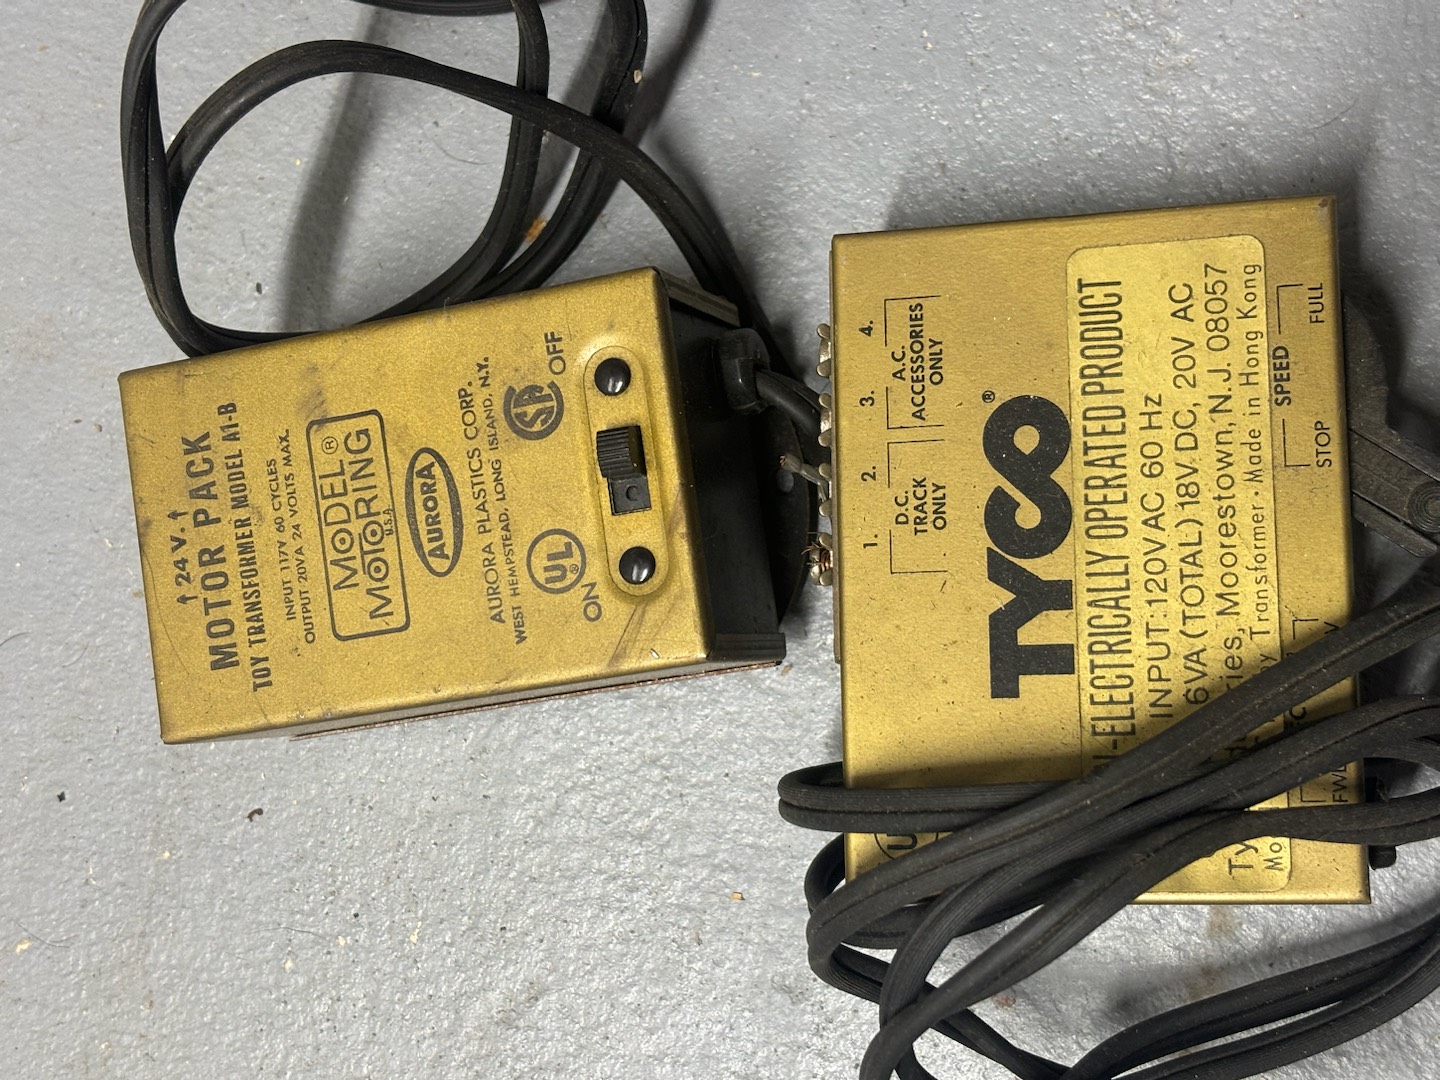 24V.
MOTOR PACK
TOY TRANSFORMER MODEL A1-B
INPUT 117V 60 CYCLES
OUTPUT 20VA 24 VOLTS MAX.
MODEL®
MOTORING
U.S.A.
AURORA
AURORA PLASTICS CORP.
WEST HEMPSTEAD, LONG ISLAND, N.Y.
UL®
SA
ON
OFF
1. 2. 3. 4.
D.C.
TRACK
ONLY
A.C.
ACCESSORIES
ONLY
TYCO®
-ELECTRICALLY OPERATED PRODUCT
INPUT:120VAC 60 Hz
6VA (TOTAL) 18V DC, 20V AC
Moorestown, N.J. 08057
Transformer • Made in Hong Kong
STOP SPEED FULL